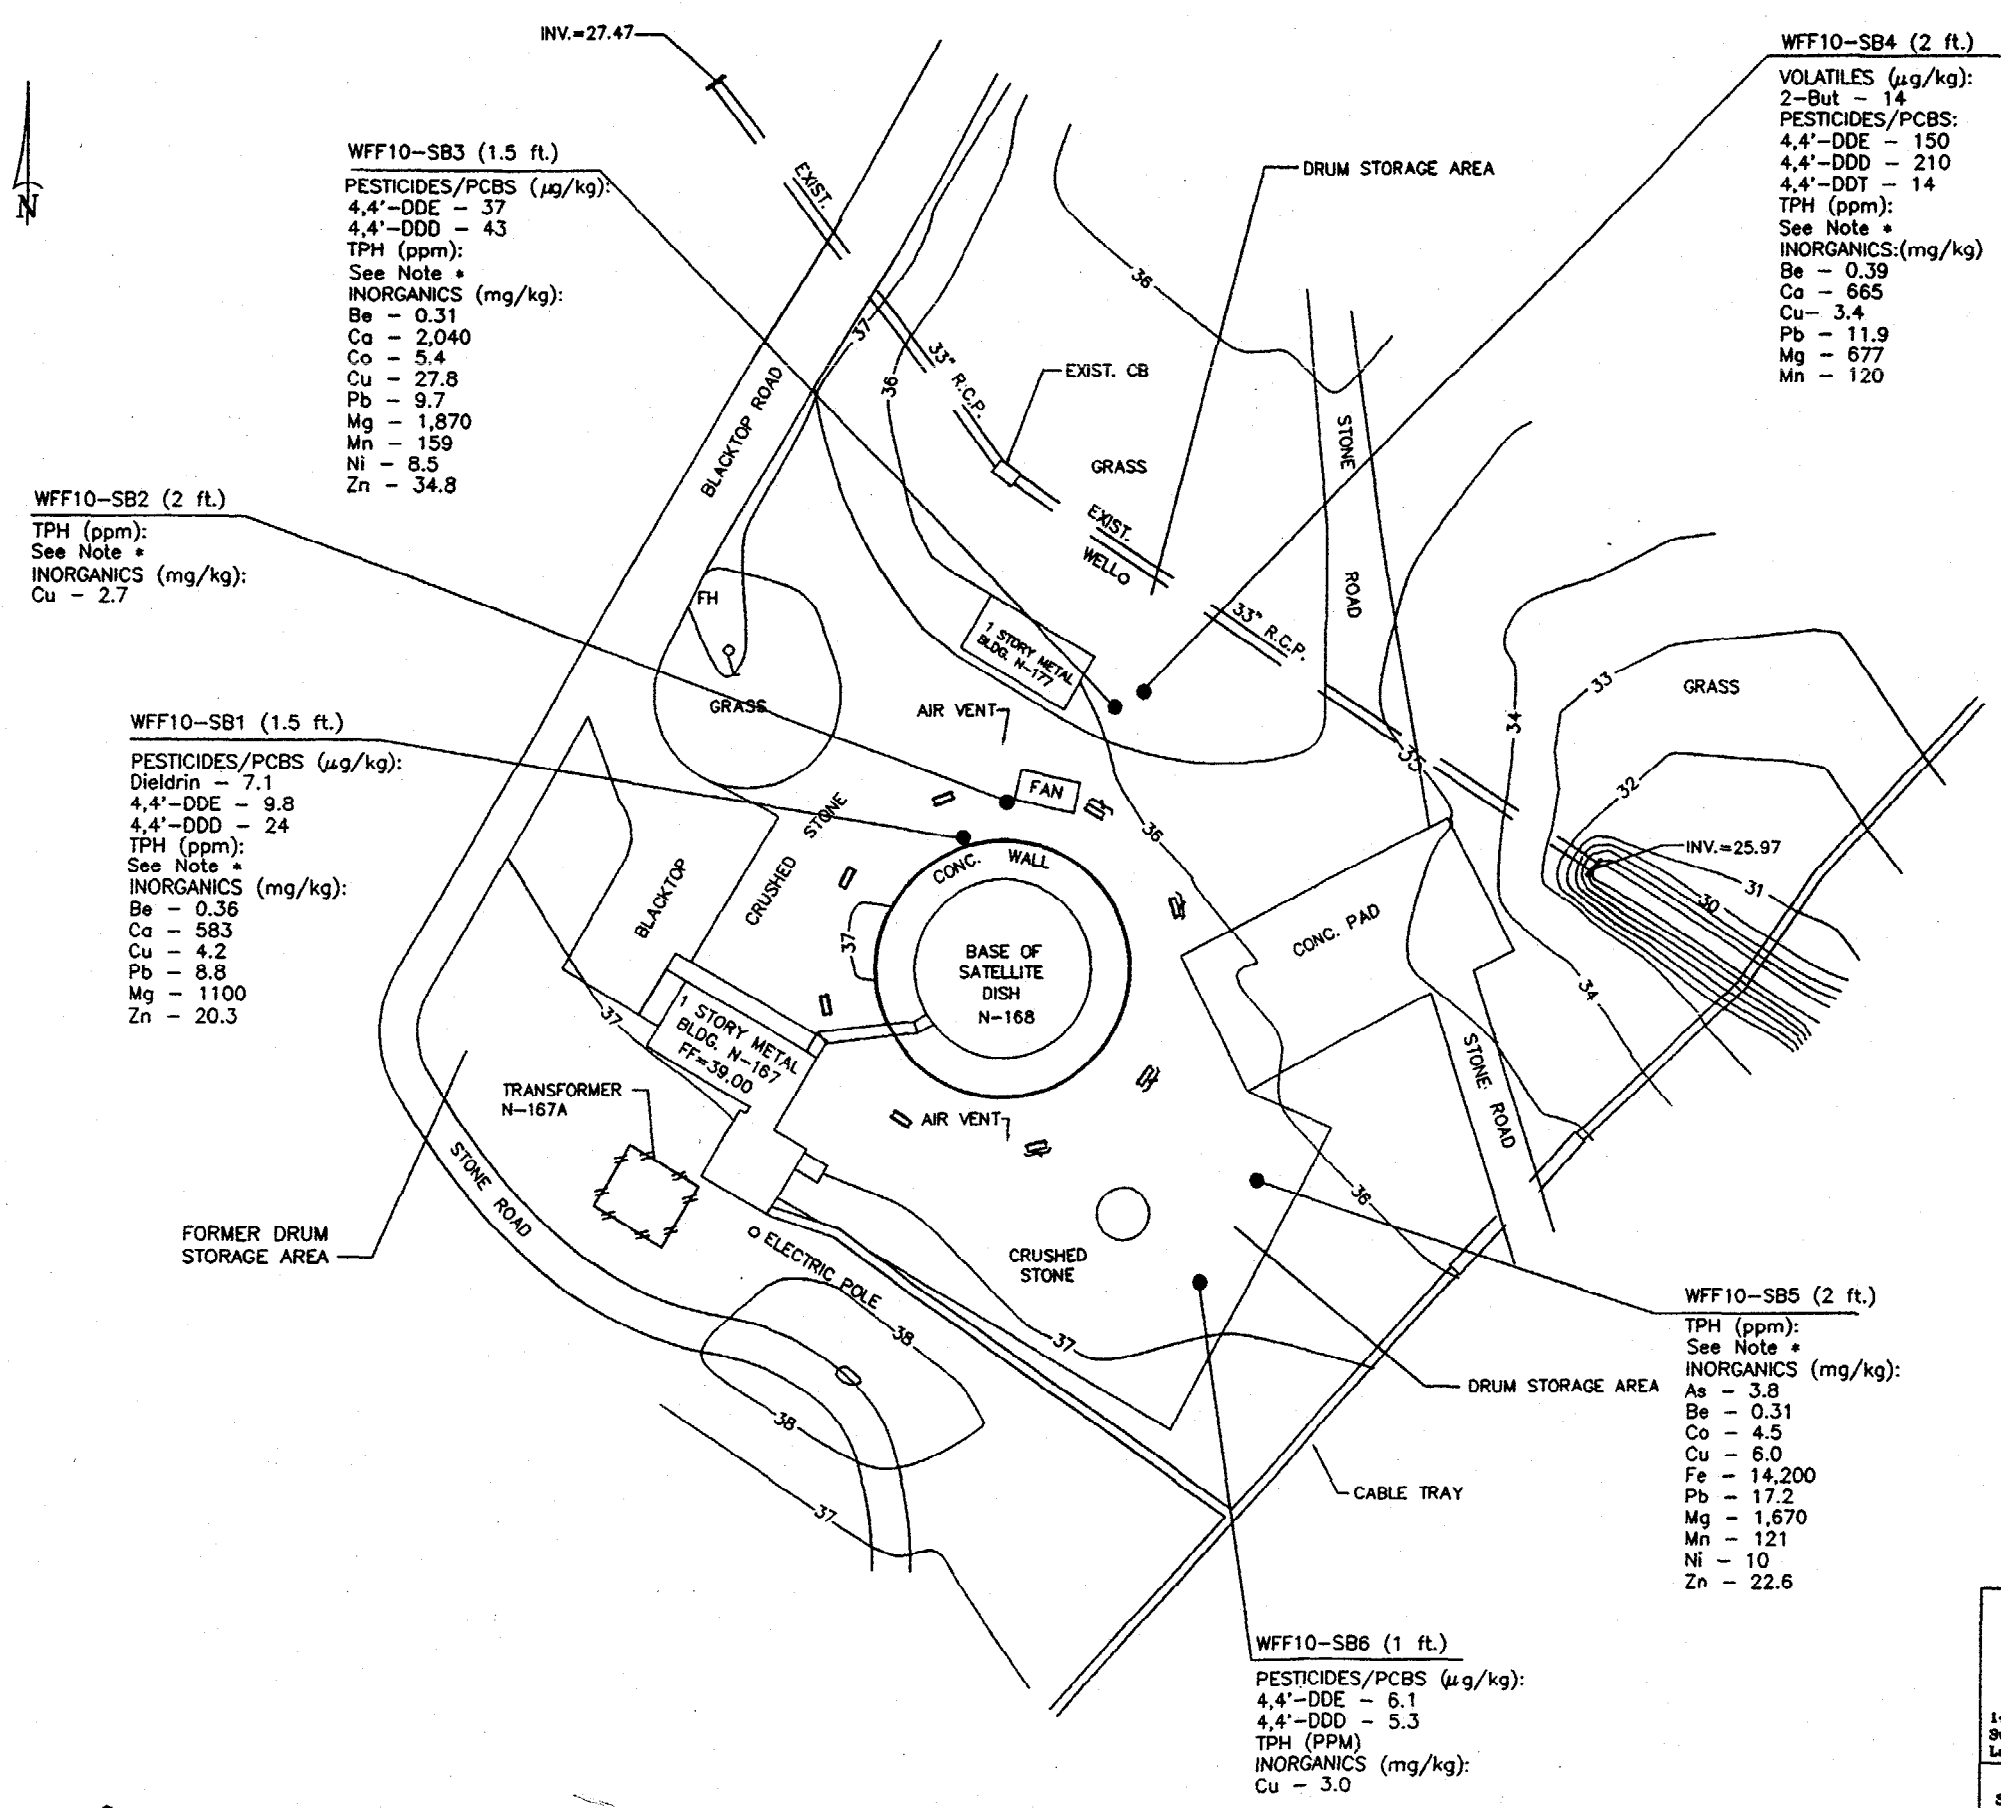 INV.=27.47
WFF10-SB4 (2 ft.)
VOLATILES (µg/kg):
2-But - 14
PESTICIDES/PCBS:
4,4'-DDE - 150
4,4'-DDD - 210
4,4'-DDT - 14
TPH (ppm):
See Note *
INORGANICS:(mg/kg)
Be - 0.39
Ca - 665
Cu- 3.4
Pb - 11.9
Mg - 677
Mn - 120
N
WFF10-SB3 (1.5 ft.)
PESTICIDES/PCBS (µg/kg):
4,4'-DDE - 37
4,4'-DDD - 43
TPH (ppm):
See Note *
INORGANICS (mg/kg):
Be - 0.31
Ca - 2,040
Co - 5.4
Cu - 27.8
Pb - 9.7
Mg - 1,870
Mn - 159
Ni - 8.5
Zn - 34.8
EXIST.
DRUM STORAGE AREA
36
37
33" R.C.P.
36
EXIST. CB
BLACKTOP ROAD
GRASS
STONE
ROAD
WFF10-SB2 (2 ft.)
TPH (ppm):
See Note *
INORGANICS (mg/kg):
Cu - 2.7
EXIST.
WELL
FH
33" R.C.P.
1 STORY METAL
BLDG. N-177
GRASS
AIR VENT
33
GRASS
34
35
32
WFF10-SB1 (1.5 ft.)
PESTICIDES/PCBS (µg/kg):
Dieldrin - 7.1
4,4'-DDE - 9.8
4,4'-DDD - 24
TPH (ppm):
See Note *
INORGANICS (mg/kg):
Be - 0.36
Ca - 583
Cu - 4.2
Pb - 8.8
Mg - 1100
Zn - 20.3
FAN
CRUSHED STONE
36
BLACKTOP
CONC. WALL
INV.=25.97
31
30
37
CONC. PAD
BASE OF
SATELLITE
DISH
N-168
34
37
1 STORY METAL
BLDG. N-167
FF=39.00
STONE ROAD
TRANSFORMER
N-167A
AIR VENT
STONE ROAD
36
FORMER DRUM
STORAGE AREA
ELECTRIC POLE
CRUSHED
STONE
38
37
WFF10-SB5 (2 ft.)
TPH (ppm):
See Note *
INORGANICS (mg/kg):
As - 3.8
Be - 0.31
Co - 4.5
Cu - 6.0
Fe - 14,200
Pb - 17.2
Mg - 1,670
Mn - 121
Ni - 10
Zn - 22.6
DRUM STORAGE AREA
38
CABLE TRAY
37
WFF10-SB6 (1 ft.)
PESTICIDES/PCBS (µg/kg):
4,4'-DDE - 6.1
4,4'-DDD - 5.3
TPH (PPM)
INORGANICS (mg/kg):
Cu - 3.0